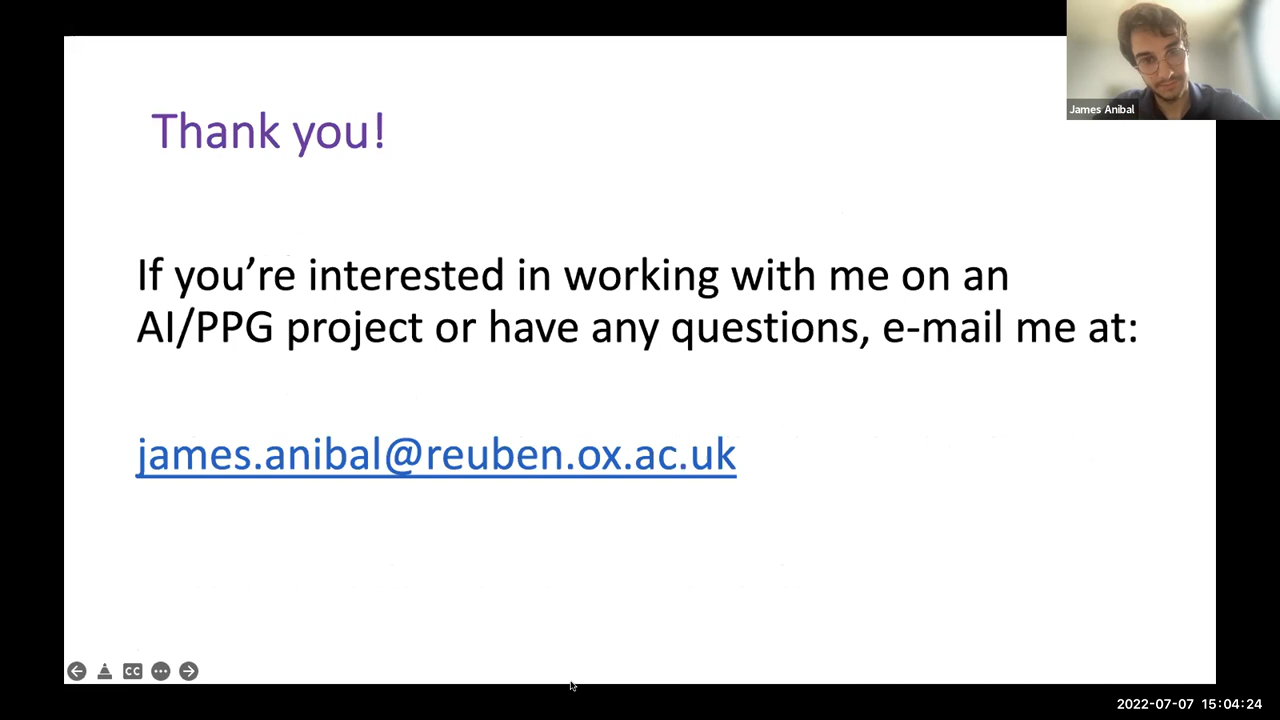 James Anibal
Thank you!
If you're interested in working with me on an
AI/PPG project or have any questions, e-mail me at:
james.anibal@reuben.ox.ac.uk
CC
2022-07-07 15:04:24